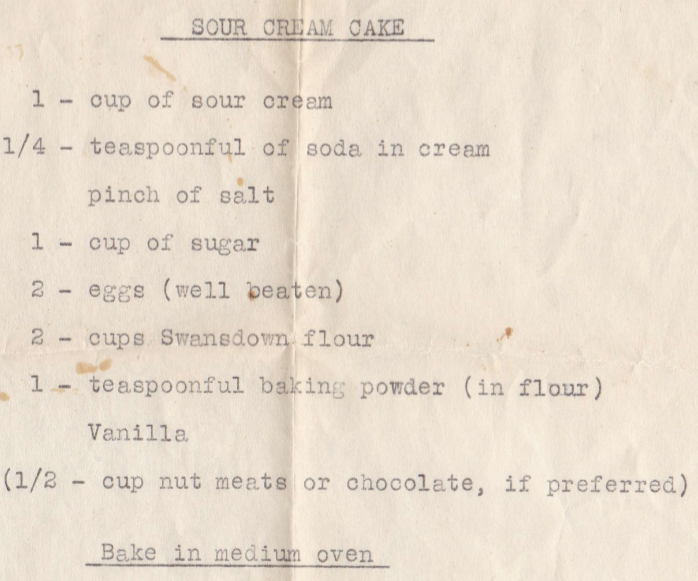 SOUR CREAM CAKE
1 - cup of sour cream
1/4 - teaspoonful of soda in cream
pinch of salt
1 - cup of sugar
2 - eggs (well beaten)
2 - cups Swansdown flour
1 - teaspoonful baking powder (in flour)
Vanilla
(1/2 - cup nut meats or chocolate, if preferred)
Bake in medium oven